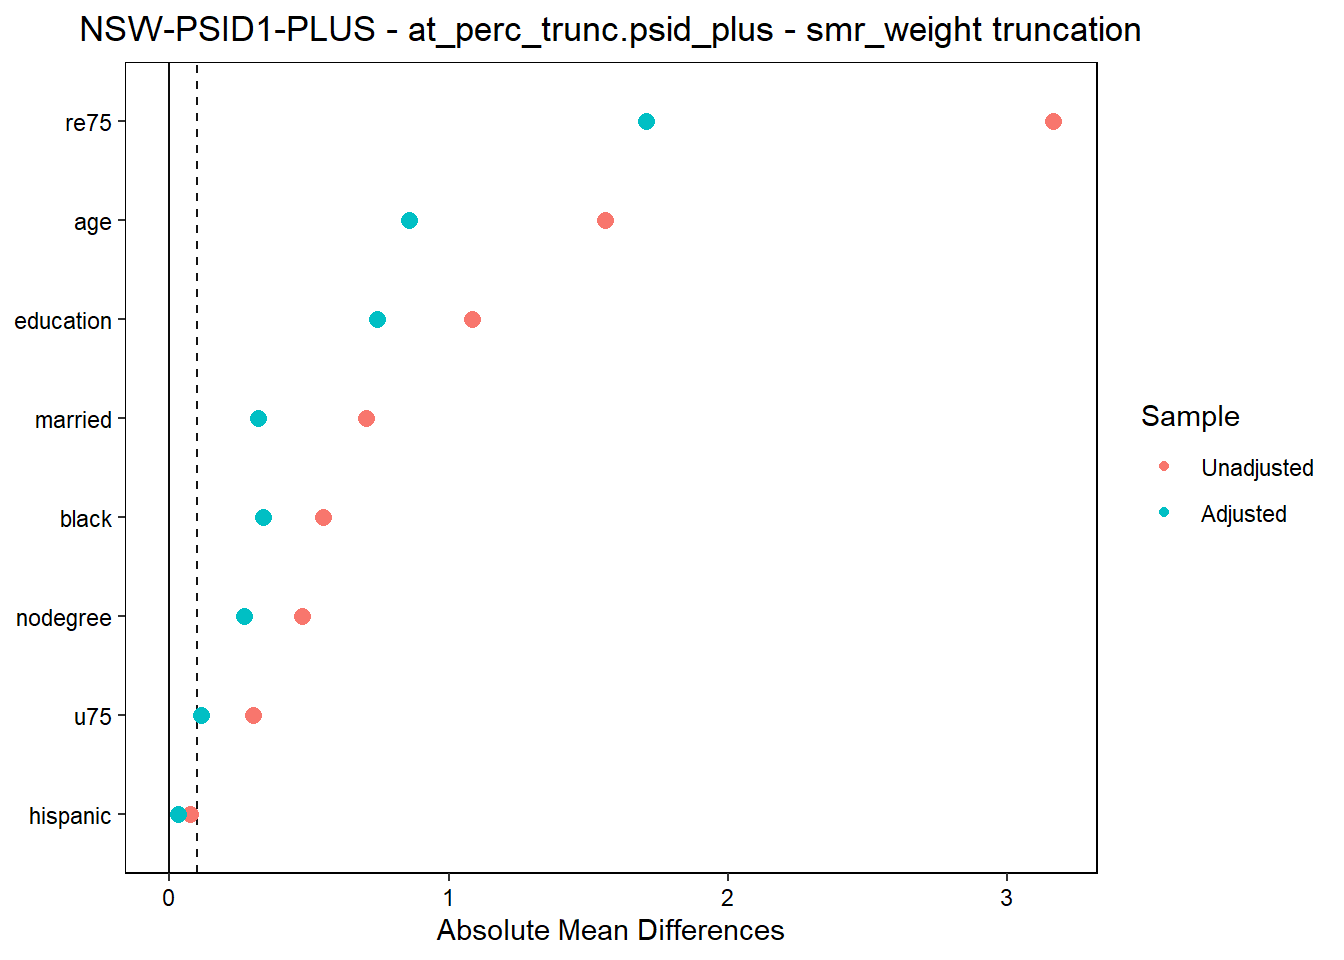 NSW-PSID1-PLUS - at_perc_trunc.psid_plus - smr_weight truncation
re75
age
education
married
black
nodegree
u75
hispanic
0 1 2 3
Absolute Mean Differences
Sample
Unadjusted
Adjusted